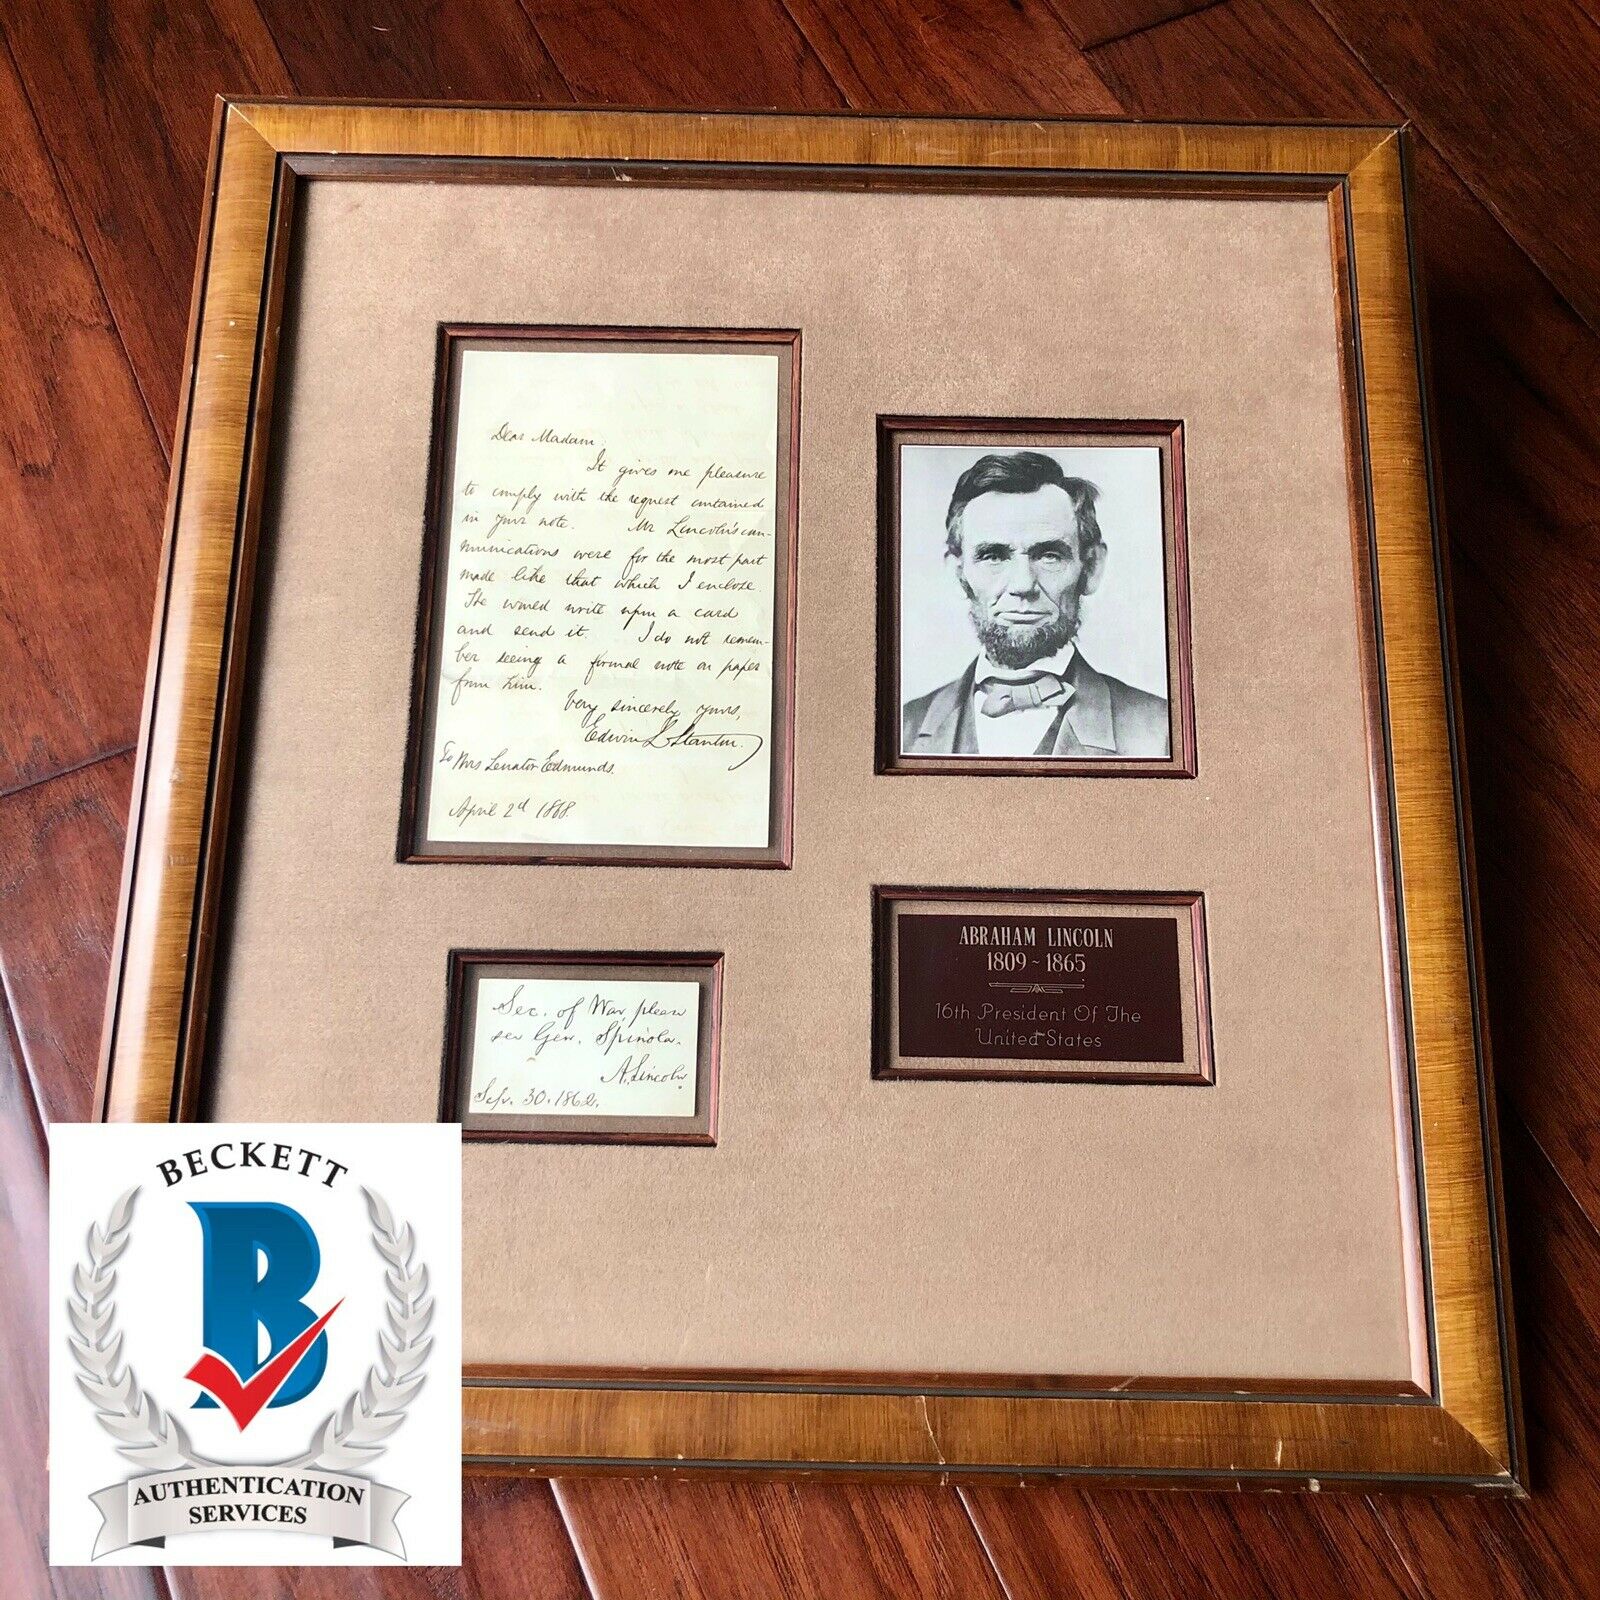 Dear Madam:
It gives me pleasure
to comply with the request contained
in your note. Mr Lincoln's com-
munications were for the most part
made like that which I enclose.
He would write upon a card
and send it. I do not remem-
ber seeing a formal note on paper
from him.
Very sincerely yours,
Edwin M Stanton.
To Mrs Senator Edmunds.
April 2d 1868.
Sec. of War, please
see Gen. Spinola.
A. Lincoln
Sep. 30. 1862.
ABRAHAM LINCOLN
1809 ~ 1865
16th President Of The
United States
BECKETT
B
AUTHENTICATION
SERVICES